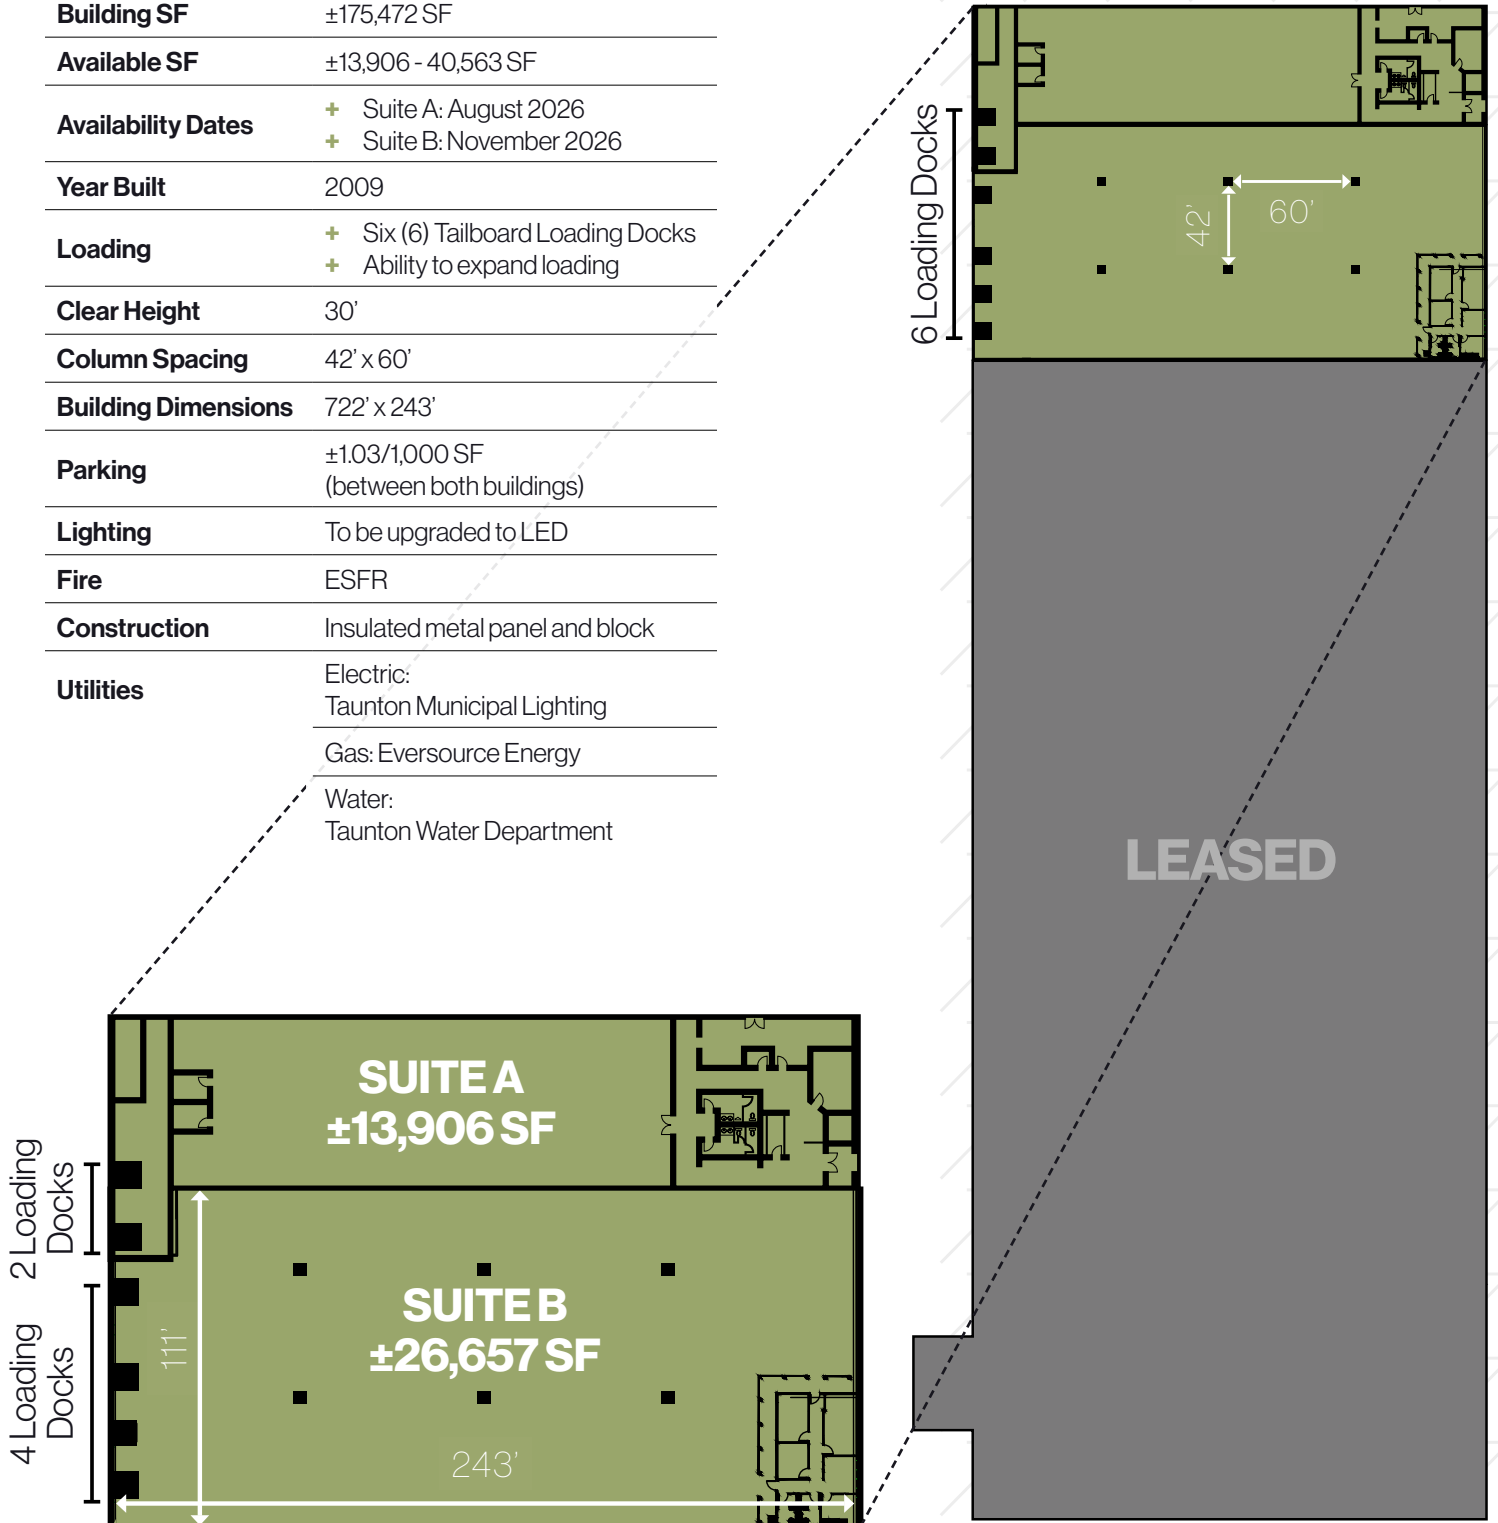 Building SF ±175,472 SF
Available SF ±13,906 - 40,563 SF
Availability Dates
+ Suite A: August 2026
+ Suite B: November 2026
Year Built 2009
Loading
+ Six (6) Tailboard Loading Docks
+ Ability to expand loading
Clear Height 30’
Column Spacing 42’ x 60’
Building Dimensions 722’ x 243’
Parking ±1.03/1,000 SF
(between both buildings)
Lighting To be upgraded to LED
Fire ESFR
Construction Insulated metal panel and block
Utilities
Electric:
Taunton Municipal Lighting
Gas: Eversource Energy
Water:
Taunton Water Department
6 Loading Docks
42’
60’
LEASED
SUITE A
±13,906 SF
2 Loading
Docks
SUITE B
±26,657 SF
4 Loading
Docks
111’
243’